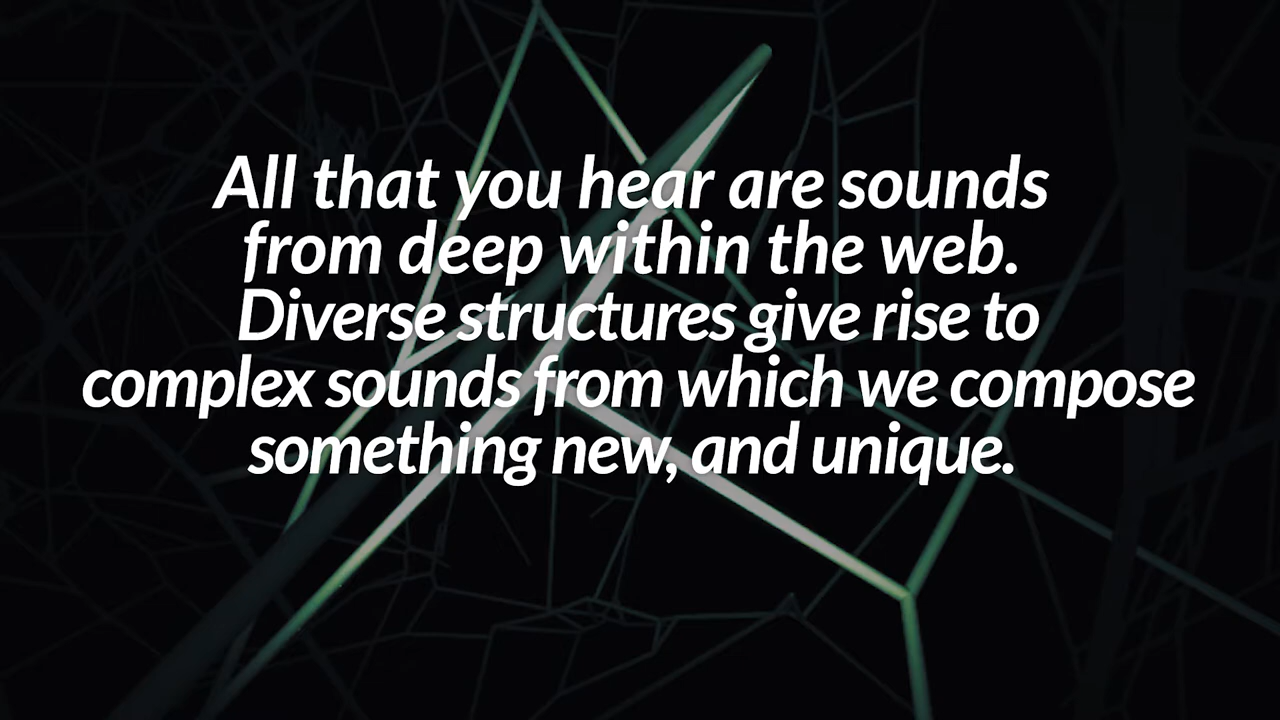 All that you hear are sounds
from deep within the web.
Diverse structures give rise to
complex sounds from which we compose
something new, and unique.